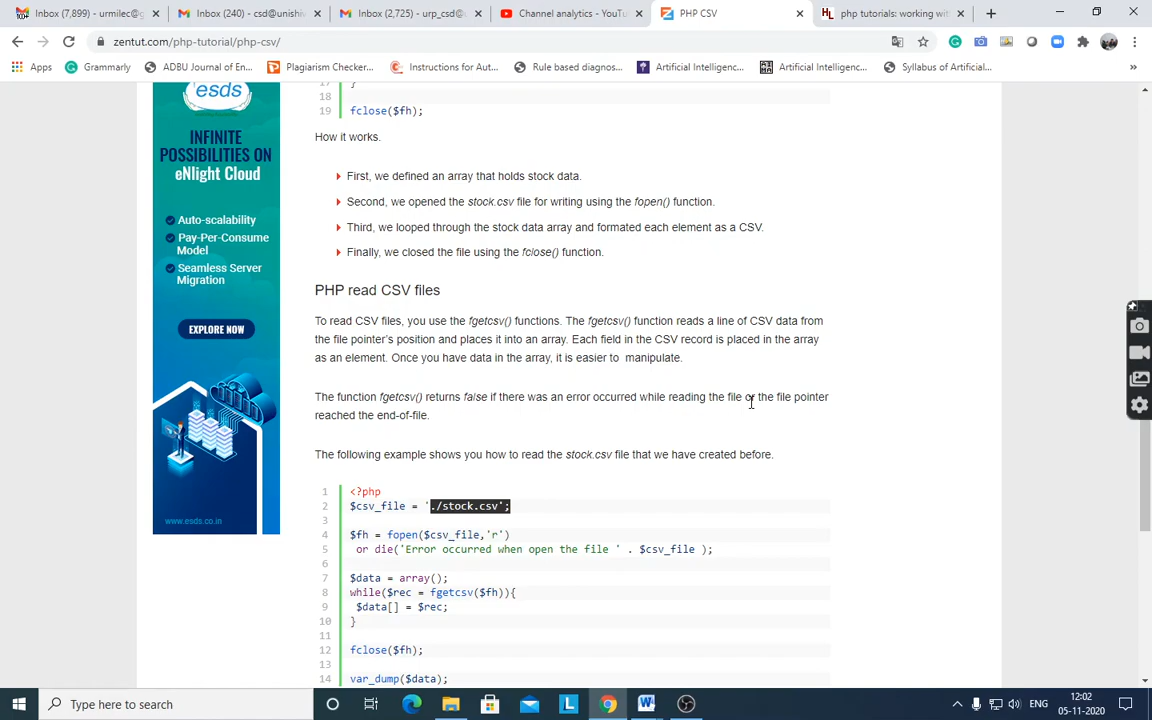 Inbox (7,899) - urmilec@g
Inbox (240) - csd@unishiv
Inbox (2,725) - urp_csd@u
Channel analytics - YouTu
PHP CSV
php tutorials: working wit
zentut.com/php-tutorial/php-csv/
Apps
Grammarly
ADBU Journal of En...
Plagiarism Checker...
Instructions for Aut...
Rule based diagnos...
Artificial Intelligenc...
Artificial Intelligenc...
Syllabus of Artificial...
esds
INFINITE
POSSIBILITIES ON
eNlight Cloud
Auto-scalability
Pay-Per-Consume
Model
Seamless Server
Migration
EXPLORE NOW
www.esds.co.in
17 }
18
19 fclose($fh);
How it works.
First, we defined an array that holds stock data.
Second, we opened the stock.csv file for writing using the fopen() function.
Third, we looped through the stock data array and formated each element as a CSV.
Finally, we closed the file using the fclose() function.
PHP read CSV files
To read CSV files, you use the fgetcsv() functions. The fgetcsv() function reads a line of CSV data from
the file pointer's position and places it into an array. Each field in the CSV record is placed in the array
as an element. Once you have data in the array, it is easier to manipulate.
The function fgetcsv() returns false if there was an error occurred while reading the file or the file pointer
reached the end-of-file.
The following example shows you how to read the stock.csv file that we have created before.
1 <?php
2 $csv_file = './stock.csv';
3
4 $fh = fopen($csv_file,'r')
5 or die('Error occurred when open the file ' . $csv_file );
6
7 $data = array();
8 while($rec = fgetcsv($fh)){
9 $data[] = $rec;
10 }
11
12 fclose($fh);
13
14 var_dump($data);
Type here to search
ENG
12:02
05-11-2020